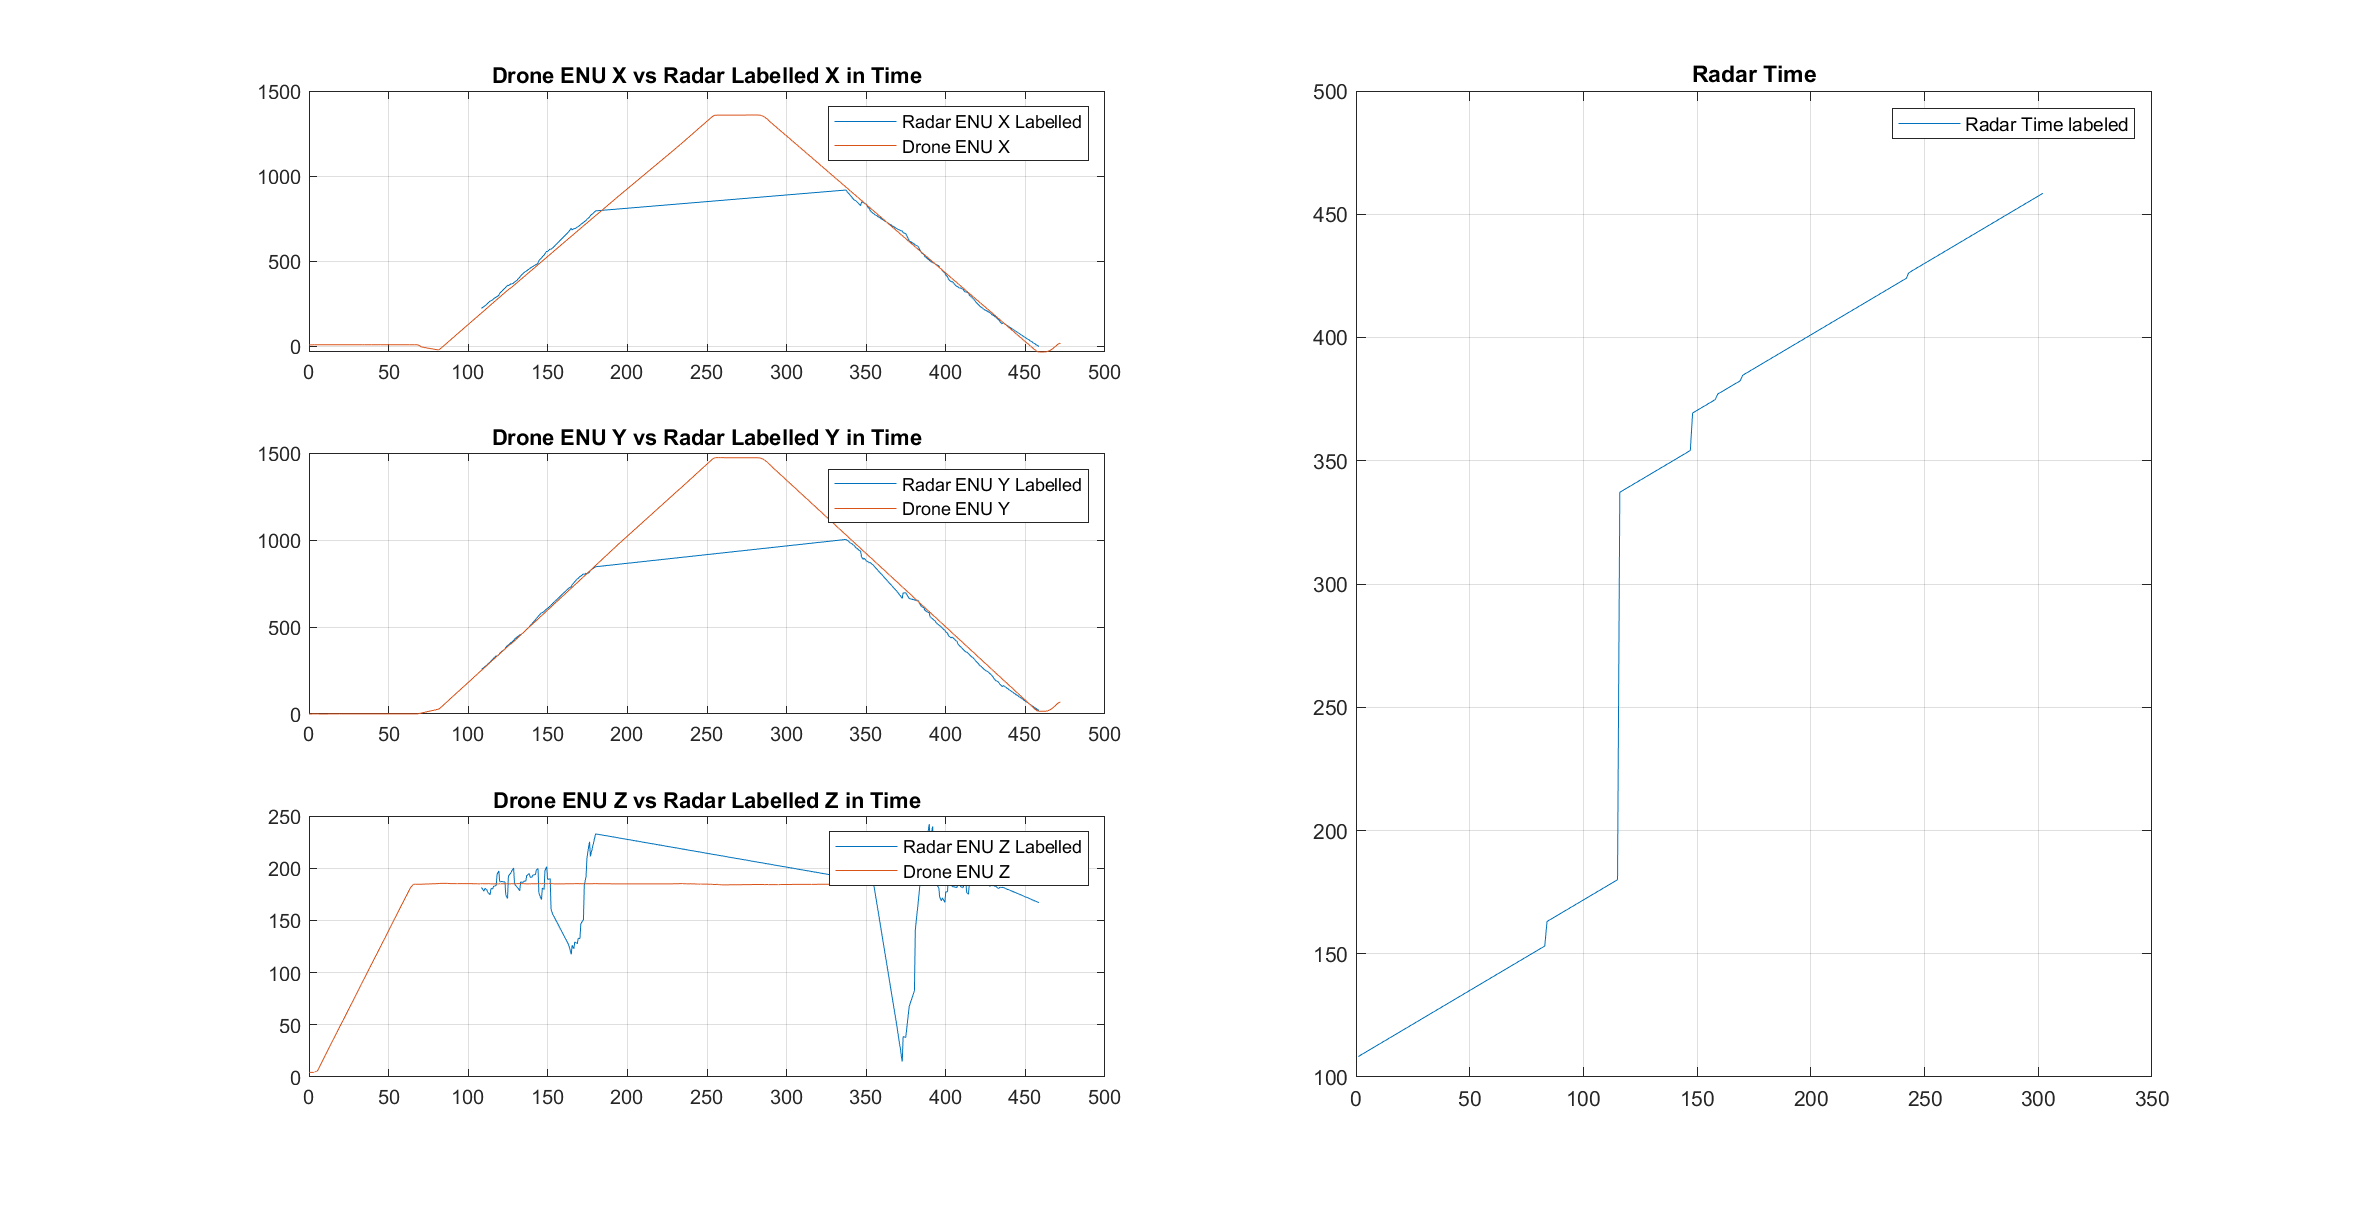 Drone ENU X vs Radar Labelled X in Time
1500
1000
500
0
Radar ENU X Labelled
Drone ENU X
0 50 100 150 200 250 300 350 400 450 500
Drone ENU Y vs Radar Labelled Y in Time
1500
1000
500
0
Radar ENU Y Labelled
Drone ENU Y
0 50 100 150 200 250 300 350 400 450 500
Drone ENU Z vs Radar Labelled Z in Time
250
200
150
100
50
0
Radar ENU Z Labelled
Drone ENU Z
0 50 100 150 200 250 300 350 400 450 500
Radar Time
500
450
400
350
300
250
200
150
100
Radar Time labeled
0 50 100 150 200 250 300 350